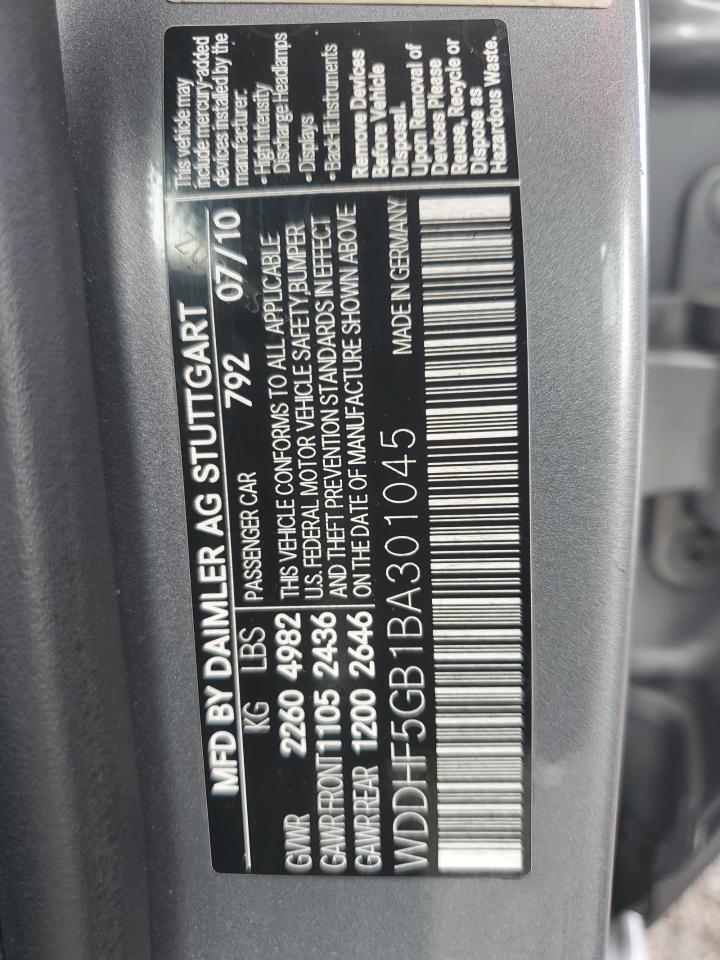 MFD BY DAIMLER AG STUTTGART
KG LBS 792 07/10
GVWR 2260 4982 PASSENGER CAR
GAWR FRONT 1105 2436 THIS VEHICLE CONFORMS TO ALL APPLICABLE
GAWR REAR 1200 2646 U.S. FEDERAL MOTOR VEHICLE SAFETY, BUMPER
AND THEFT PREVENTION STANDARDS IN EFFECT
ON THE DATE OF MANUFACTURE SHOWN ABOVE
WDDHF5GB1BA301045 MADE IN GERMANY
This vehicle may
include mercury-added
devices installed by the
manufacturer:
• High Intensity
Discharge Headlamps
• Displays
• Back-lit Instruments
Remove Devices
Before Vehicle
Disposal.
Upon Removal of
Devices Please
Reuse, Recycle or
Dispose as
Hazardous Waste.